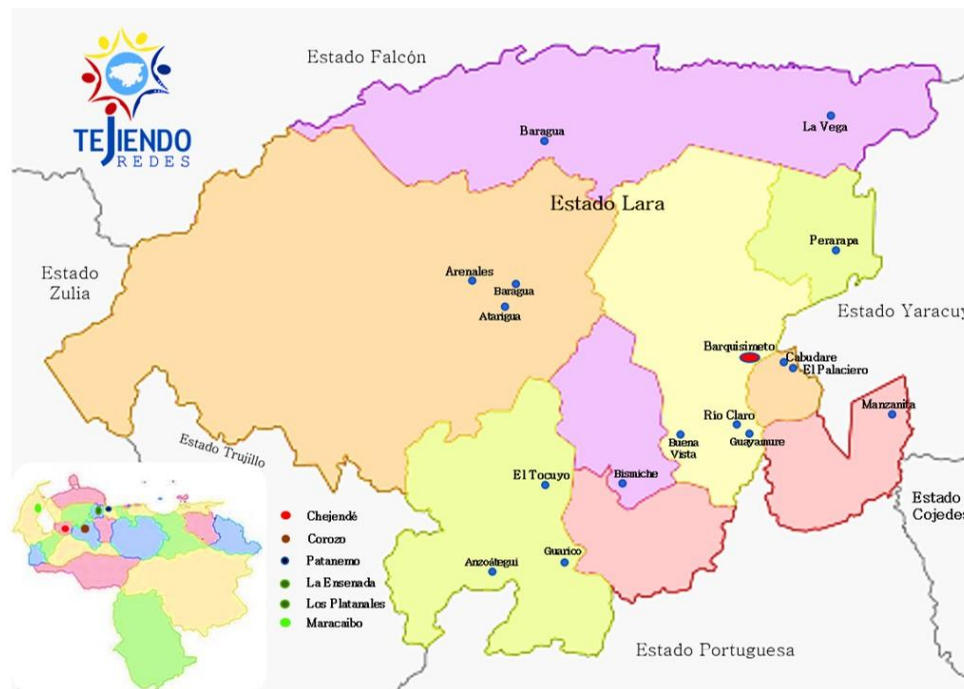 Estado Falcón
TEJIENDO
REDES
Baragua
La Vega
Estado Lara
Perarapa
Estado
Zulia
Arenales
Baragua
Atarigua
Estado Yaracuy
Barquisimeto
Cabudare
El Palaciero
Manzanita
Rio Claro
Buena
Vista
Guayamure
Estado Trujillo
El Tocuyo
Bismiche
Estado
Cojedes
Chejendé
Corozo
Patanemo
La Ensenada
Los Platanales
Maracaibo
Anzoátegui
Guarico
Estado Portuguesa